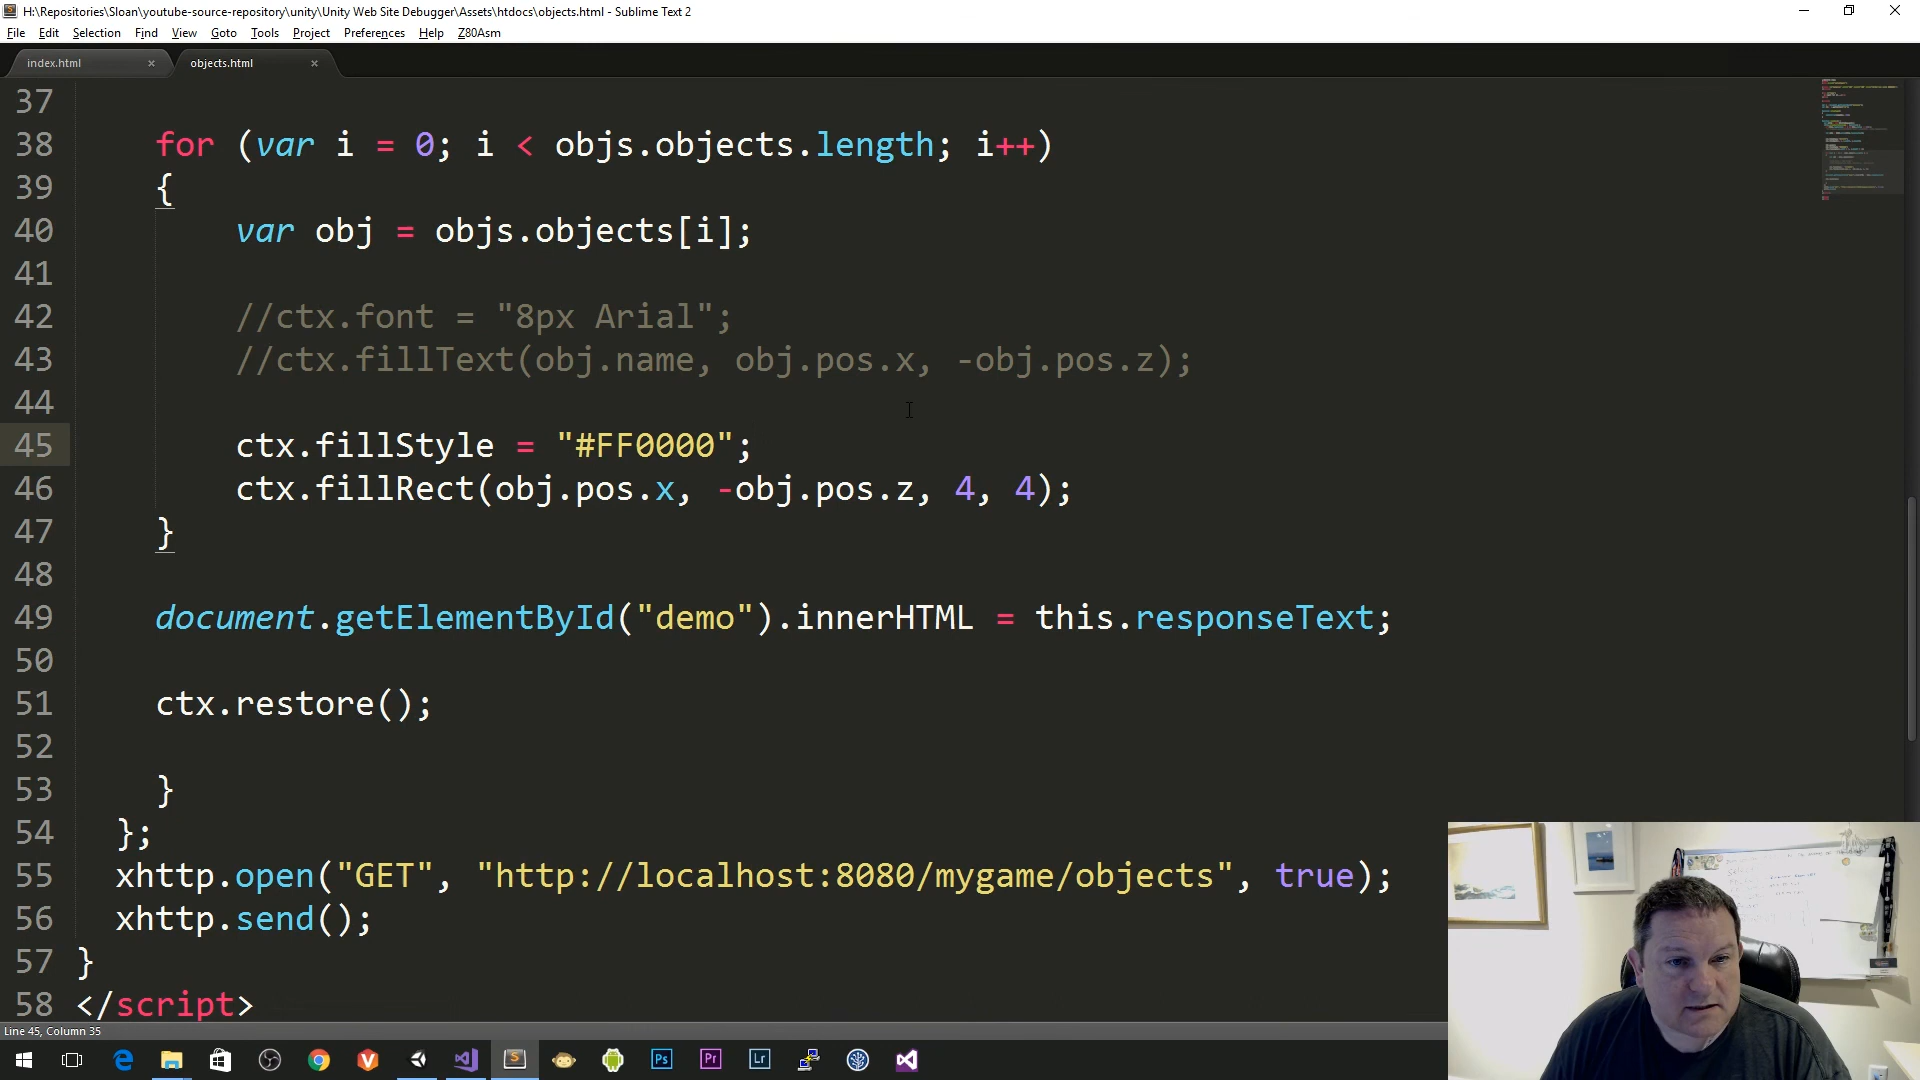 H:\Repositories\Sloan\youtube-source-repository\unity\Unity Web Site Debugger\Assets\htdocs\objects.html - Sublime Text 2
File Edit Selection Find View Goto Tools Project Preferences Help Z80Asm
index.html × objects.html ×
37
38 for (var i = 0; i < objs.objects.length; i++)
39 {
40 var obj = objs.objects[i];
41
42 //ctx.font = "8px Arial";
43 //ctx.fillText(obj.name, obj.pos.x, -obj.pos.z);
44
45 ctx.fillStyle = "#FF0000";
46 ctx.fillRect(obj.pos.x, -obj.pos.z, 4, 4);
47 }
48
49 document.getElementById("demo").innerHTML = this.responseText;
50
51 ctx.restore();
52
53 }
54 };
55 xhttp.open("GET", "http://localhost:8080/mygame/objects", true);
56 xhttp.send();
57 }
58 </script>
Line 45, Column 35
Ps Pr Lr